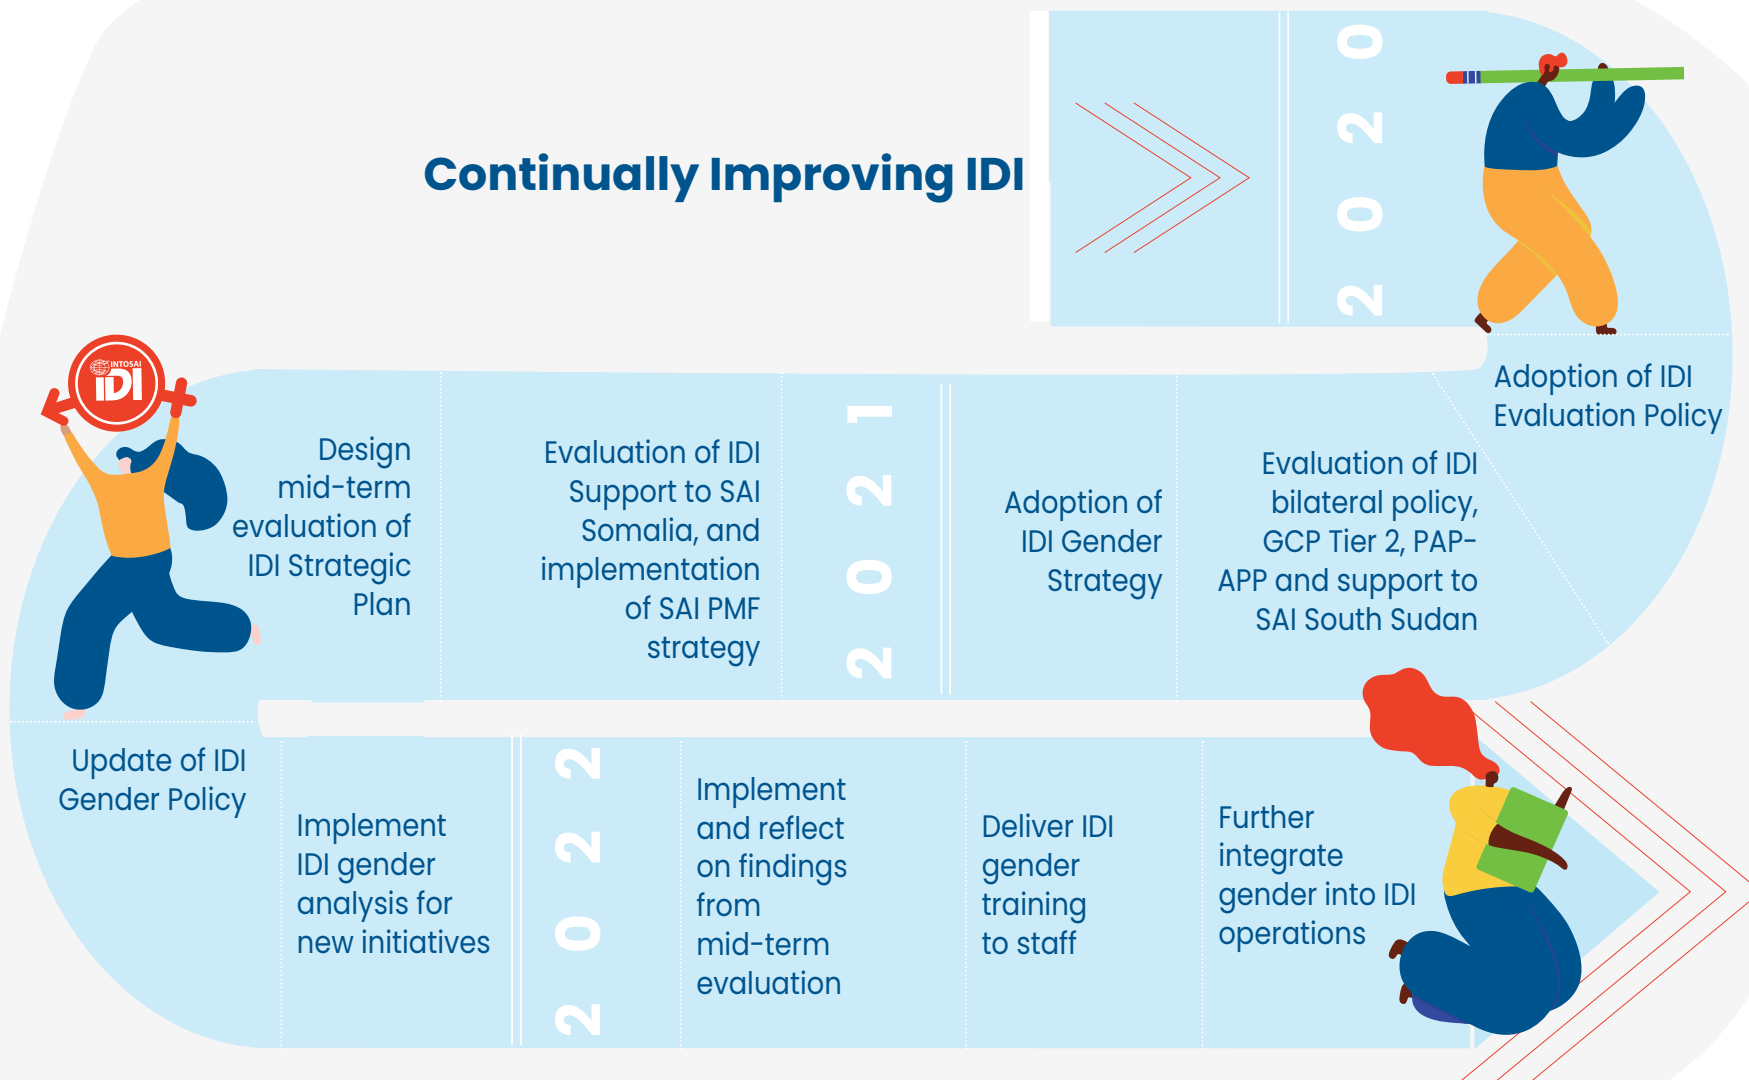 Continually Improving IDI
2020
Adoption of IDI
Evaluation Policy
Evaluation of IDI
bilateral policy,
GCP Tier 2, PAP-
APP and support to
SAI South Sudan
Adoption of
IDI Gender
Strategy
2021
Evaluation of IDI
Support to SAI
Somalia, and
implementation
of SAI PMF
strategy
Design
mid-term
evaluation of
IDI Strategic
Plan
INTOSAI
IDI
Update of IDI
Gender Policy
Implement
IDI gender
analysis for
new initiatives
2022
Implement
and reflect
on findings
from
mid-term
evaluation
Deliver IDI
gender
training
to staff
Further
integrate
gender into IDI
operations